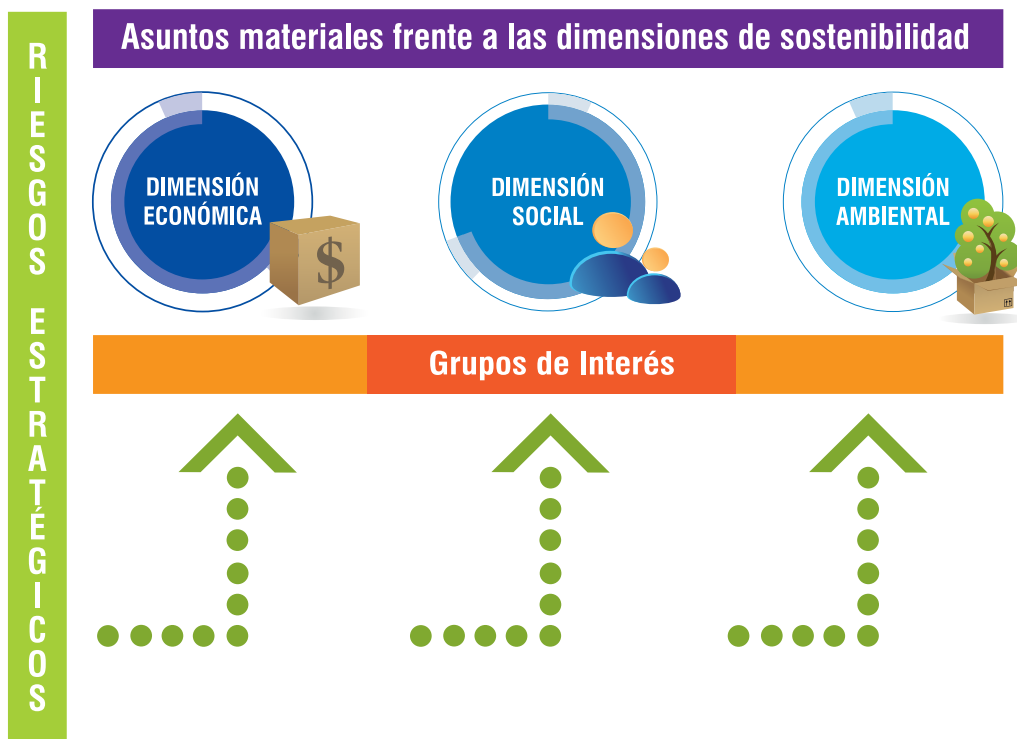 RIESGOS ESTRATÉGICOS
Asuntos materiales frente a las dimensiones de sostenibilidad
DIMENSIÓN
ECONÓMICA
$
DIMENSIÓN
SOCIAL
DIMENSIÓN
AMBIENTAL
Grupos de Interés